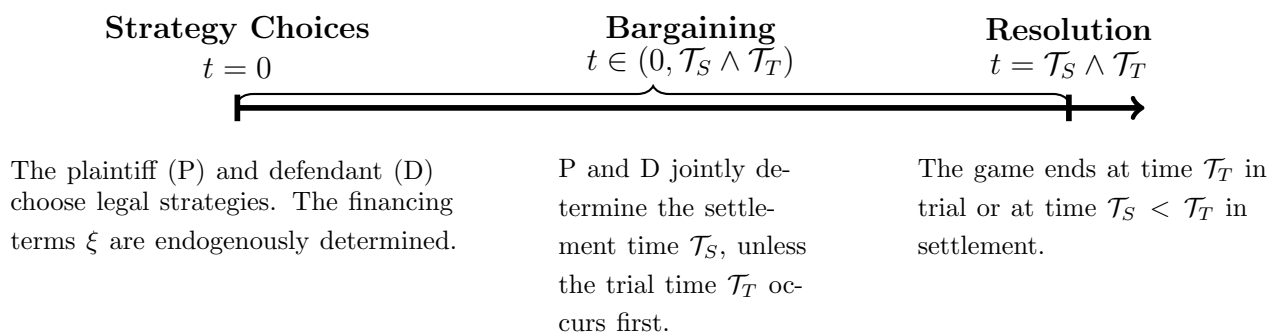 Strategy Choices
t = 0
Bargaining
t ∈ (0, 𝒯_S ∧ 𝒯_T)
Resolution
t = 𝒯_S ∧ 𝒯_T
The plaintiff (P) and defendant (D)
choose legal strategies. The financing
terms ξ are endogenously determined.
P and D jointly de-
termine the settle-
ment time 𝒯_S, unless
the trial time 𝒯_T oc-
curs first.
The game ends at time 𝒯_T in
trial or at time 𝒯_S < 𝒯_T in
settlement.